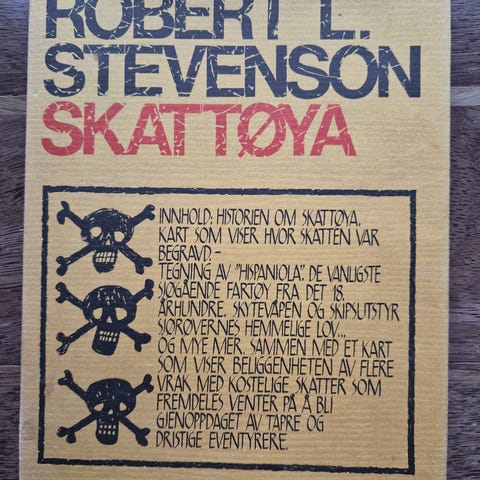 ROBERT L.
STEVENSON
SKATTØYA
INNHOLD: HISTORIEN OM SKATTØYA,
KART SOM VISER HVOR SKATTEN VAR
BEGRAVD, -
TEGNING AV "HISPANIOLA". DE VANLIGSTE
SJØGÅENDE FARTØY FRA DET 18.
ÅRHUNDRE, SKYTEVÅPEN OG SKIPSUTSTYR
SJØRØVERNES HEMMELIGE LOV...
OG MYE MER. SAMMEN MED ET KART
SOM VISER BELIGGENHETEN AV FLERE
VRAK MED KOSTELIGE SKATTER SOM
FREMDELES VENTER PÅ Å BLI
GJENOPPDAGET AV TAPRE OG
DRISTIGE EVENTYRERE.